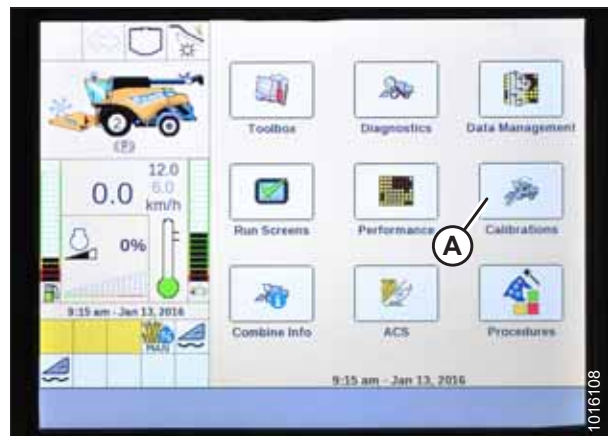 2
(P)
12.0
0.0
6.0
km/h
0%
9:15 am - Jan 13, 2016
MAN
Toolbox
Diagnostics
Data Management
Run Screens
Performance
Calibrations
A
Combine Info
ACS
Procedures
9:15 am - Jan 13, 2016
1016108